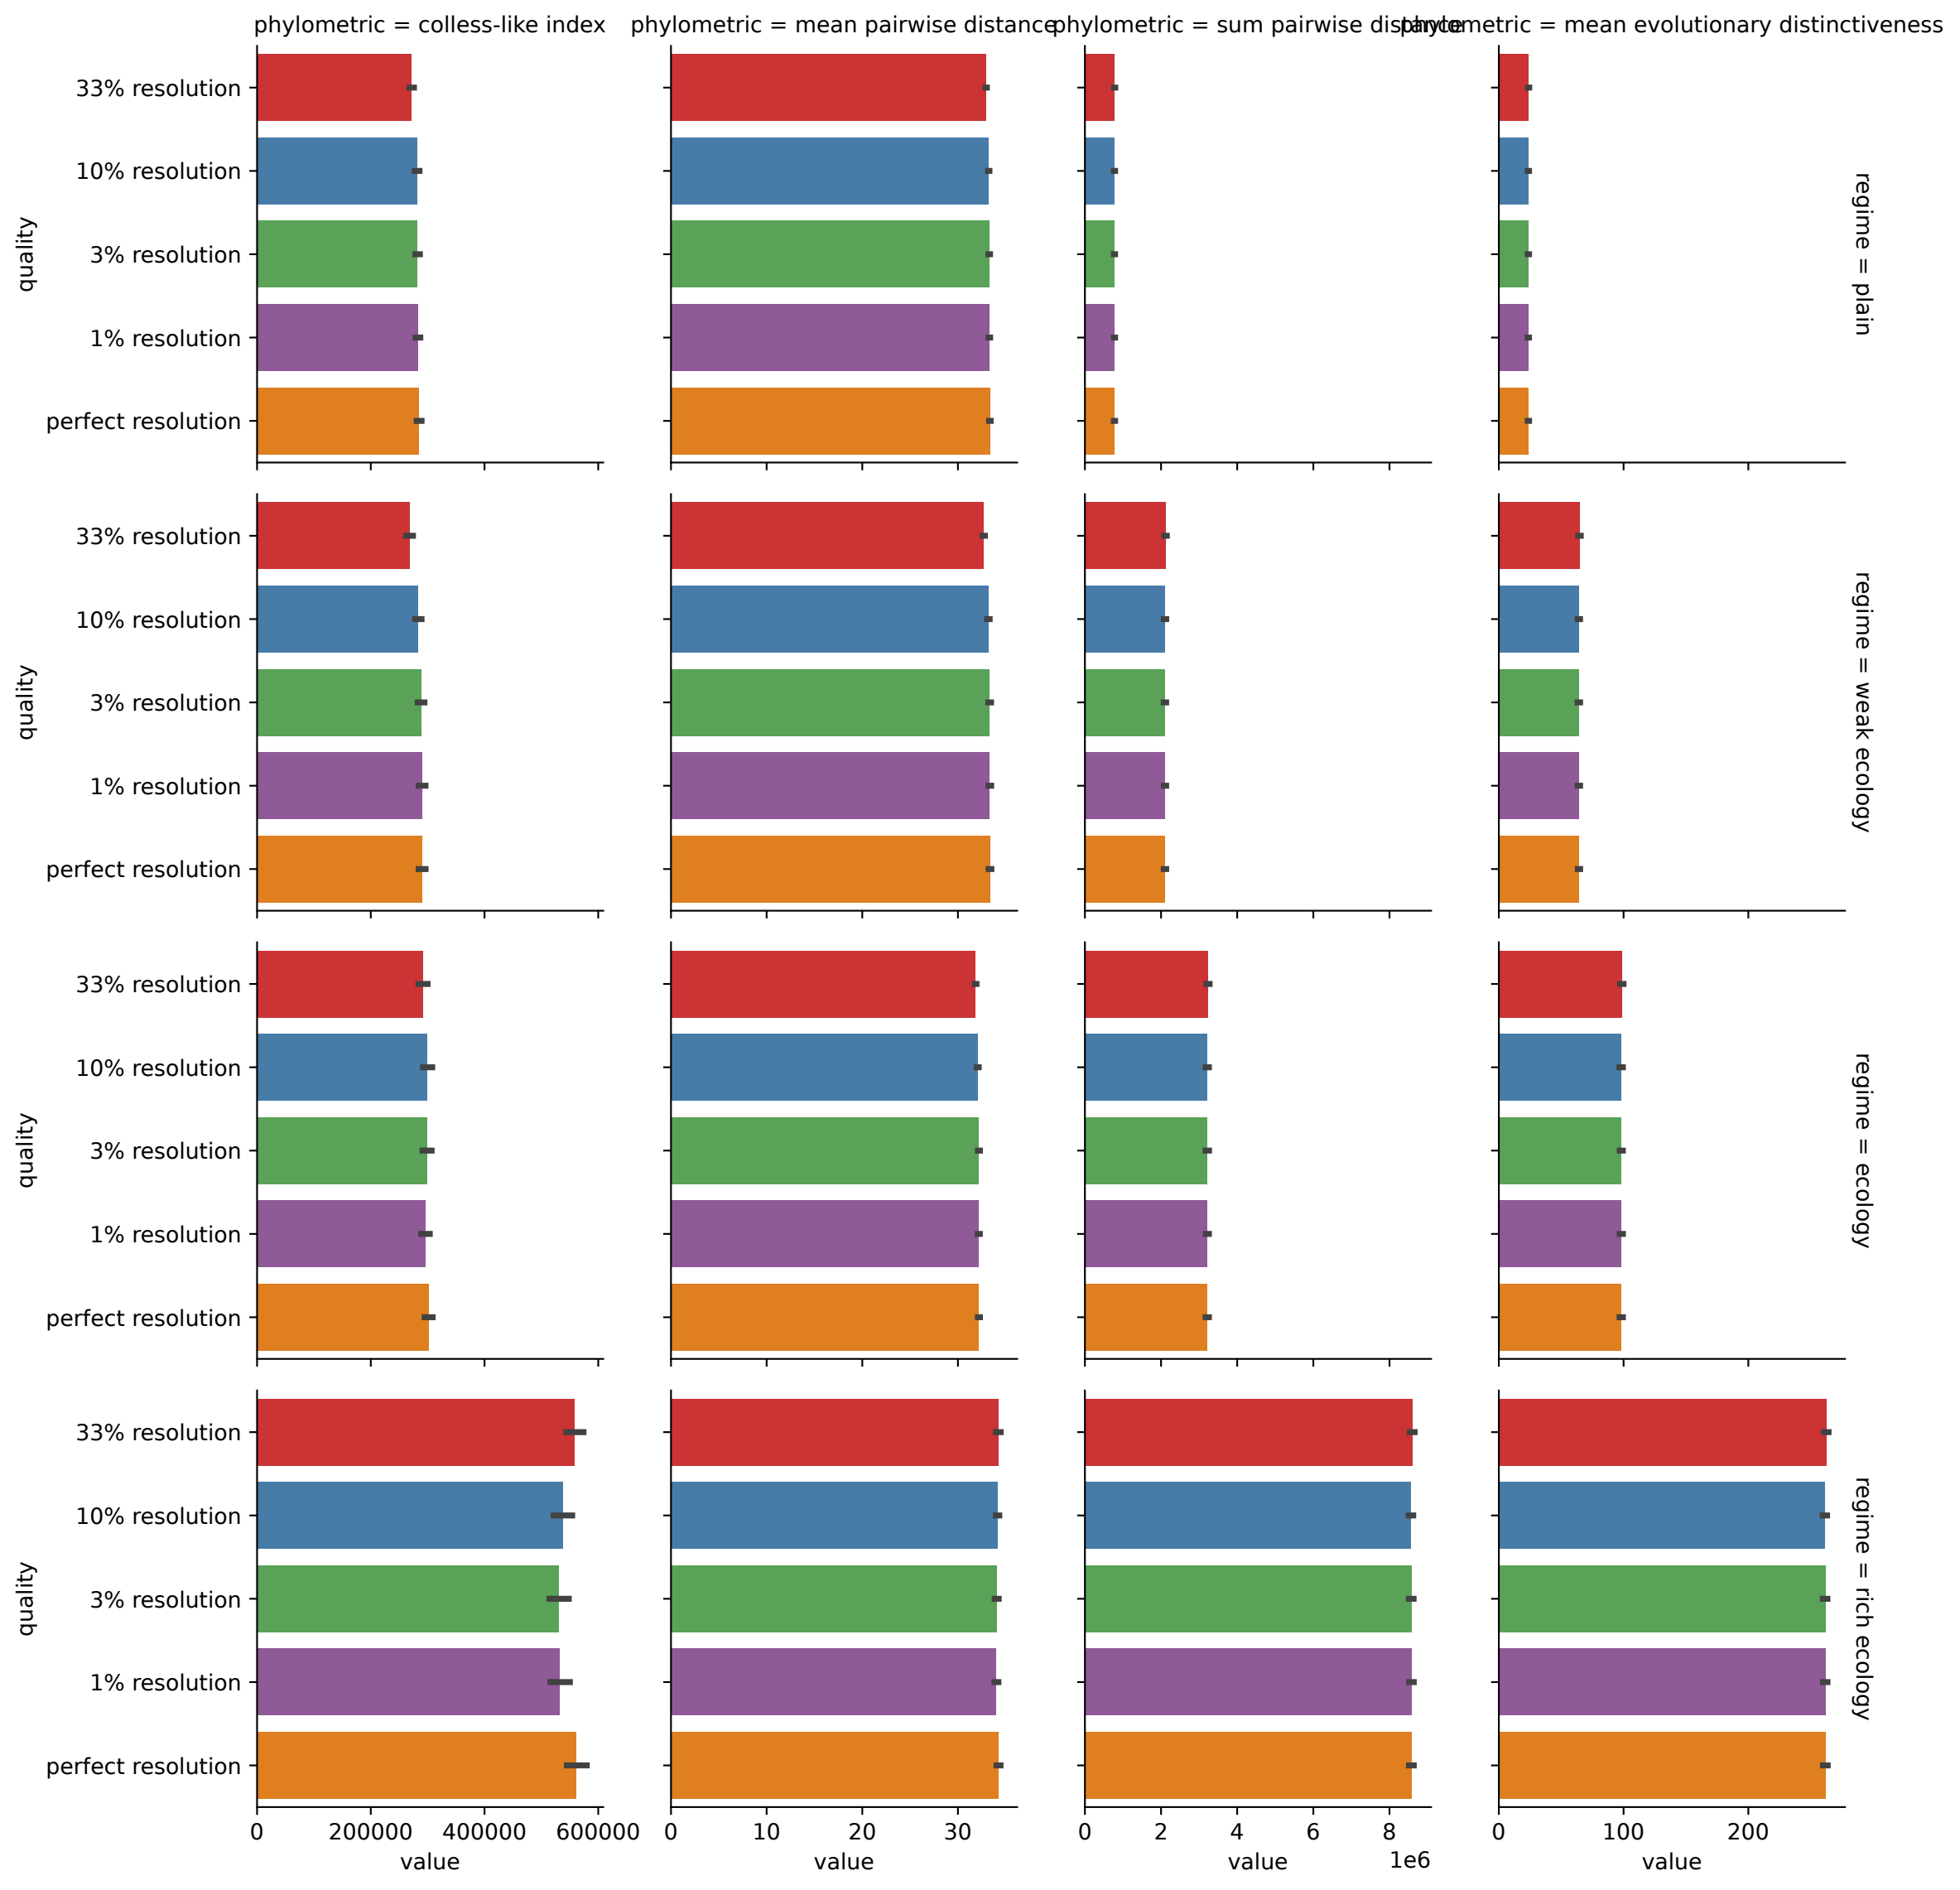 phylometric = colless-like index
phylometric = mean pairwise distance
phylometric = sum pairwise distance
phylometric = mean evolutionary distinctiveness
quality
33% resolution
10% resolution
3% resolution
1% resolution
perfect resolution
regime = plain
quality
33% resolution
10% resolution
3% resolution
1% resolution
perfect resolution
regime = weak ecology
quality
33% resolution
10% resolution
3% resolution
1% resolution
perfect resolution
regime = ecology
quality
33% resolution
10% resolution
3% resolution
1% resolution
perfect resolution
regime = rich ecology
0 200000 400000 600000
value
0 10 20 30
value
0 2 4 6 8
1e6
value
0 100 200
value